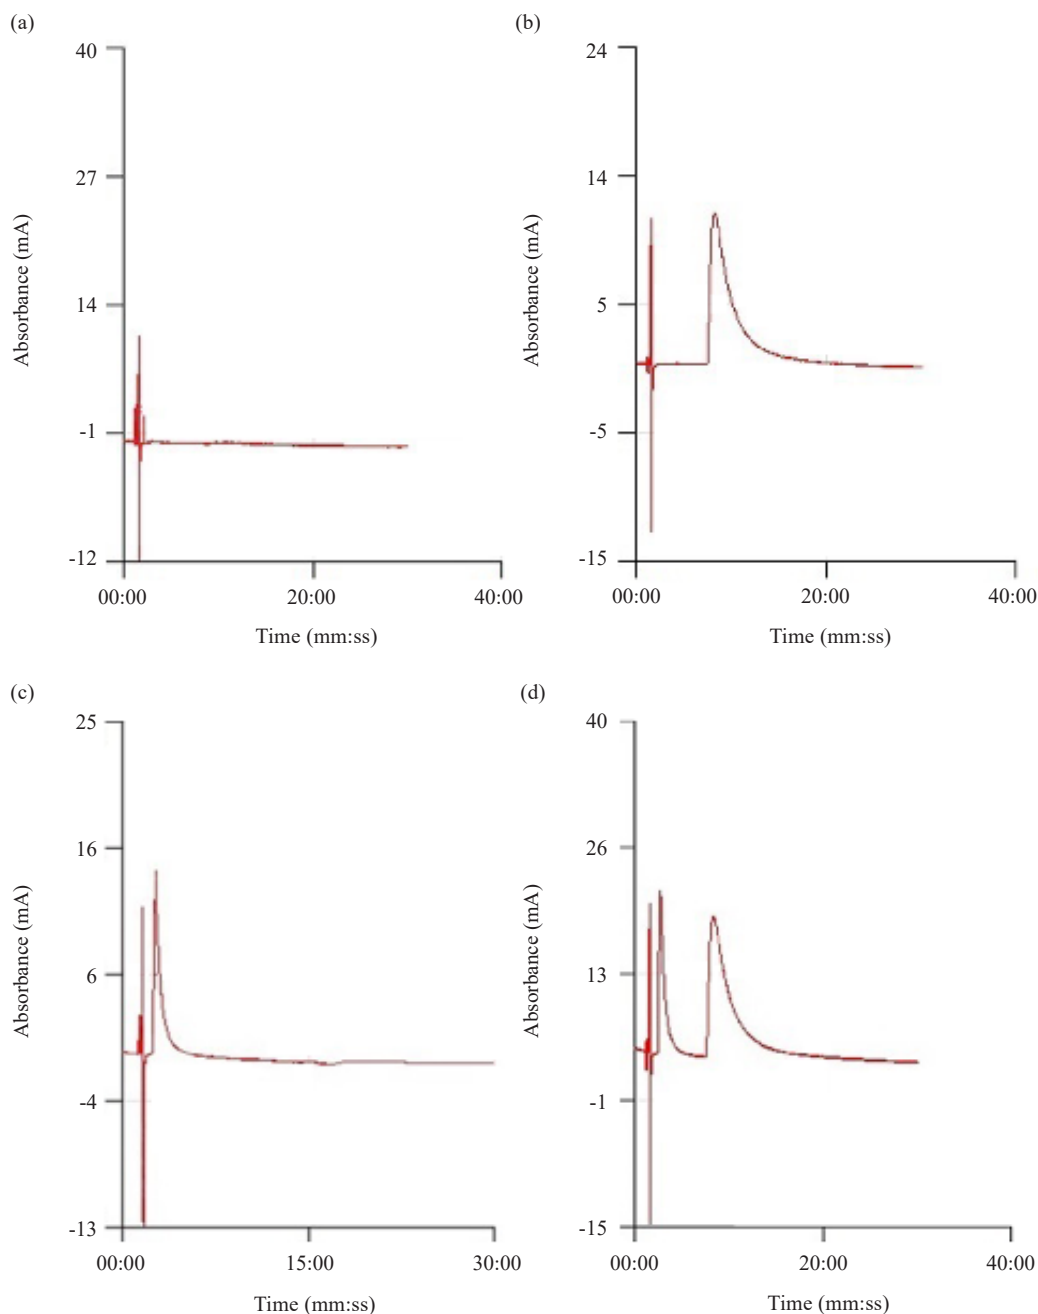 (a)
40
27
14
-1
-12
00:00 20:00 40:00
Absorbance (mA)
Time (mm:ss)
(b)
24
14
5
-5
-15
00:00 20:00 40:00
Absorbance (mA)
Time (mm:ss)
(c)
25
16
6
-4
-13
00:00 15:00 30:00
Absorbance (mA)
Time (mm:ss)
(d)
40
26
13
-1
-15
00:00 20:00 40:00
Absorbance (mA)
Time (mm:ss)